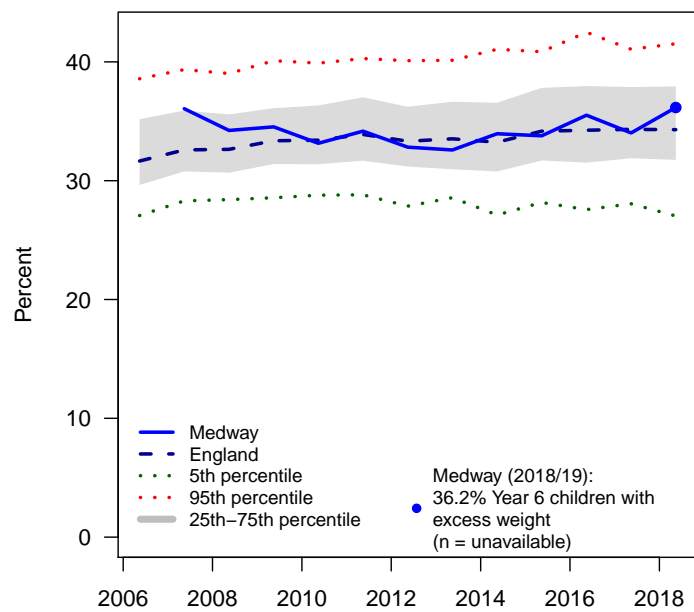 Percent
40
30
20
10
0
Medway
England
5th percentile
95th percentile
25th−75th percentile
Medway (2018/19):
36.2% Year 6 children with
excess weight
(n = unavailable)
2006 2008 2010 2012 2014 2016 2018